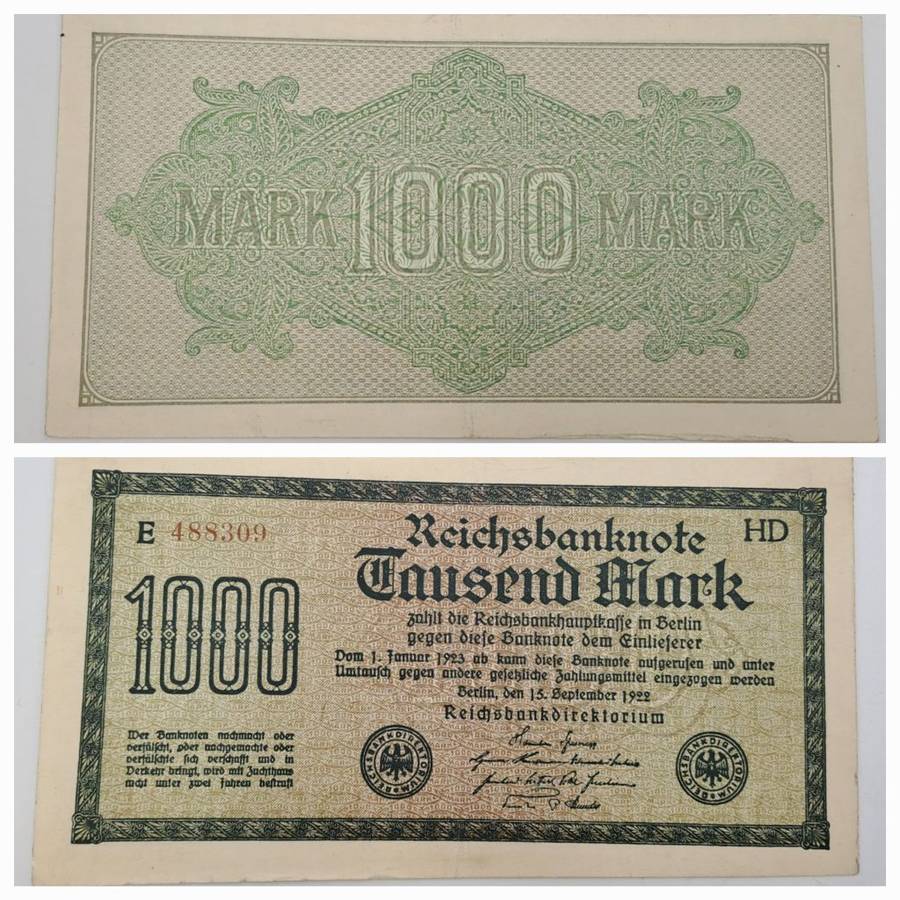 MARK 1000 MARK
E 488309
HD
Reichsbanknote
Tausend Mark
1000
zahlt die Reichsbankhauptkasse in Berlin
gegen diese Banknote dem Einlieferer
Vom 1. Januar 1923 ab kann diese Banknote aufgerufen und unter
Umtausch gegen andere gesetzliche Zahlungsmittel eingezogen werden
Berlin, den 15. September 1922
Reichsbankdirektorium
Wer Banknoten nachmacht oder
verfälscht, oder nachgemachte oder
verfälschte sich verschafft und in
Verkehr bringt, wird mit Zuchthaus
nicht unter zwei Jahren bestraft
REICHSBANKDIREKTORIUM
REICHSBANKDIREKTORIUM